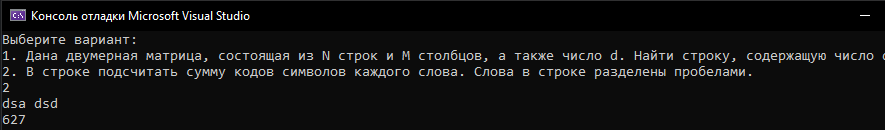 Консоль отладки Microsoft Visual Studio
Выберите вариант:
1. Дана двумерная матрица, состоящая из N строк и M столбцов, а также число d. Найти строку, содержащую число
2. В строке подсчитать сумму кодов символов каждого слова. Слова в строке разделены пробелами.
2
dsa dsd
627